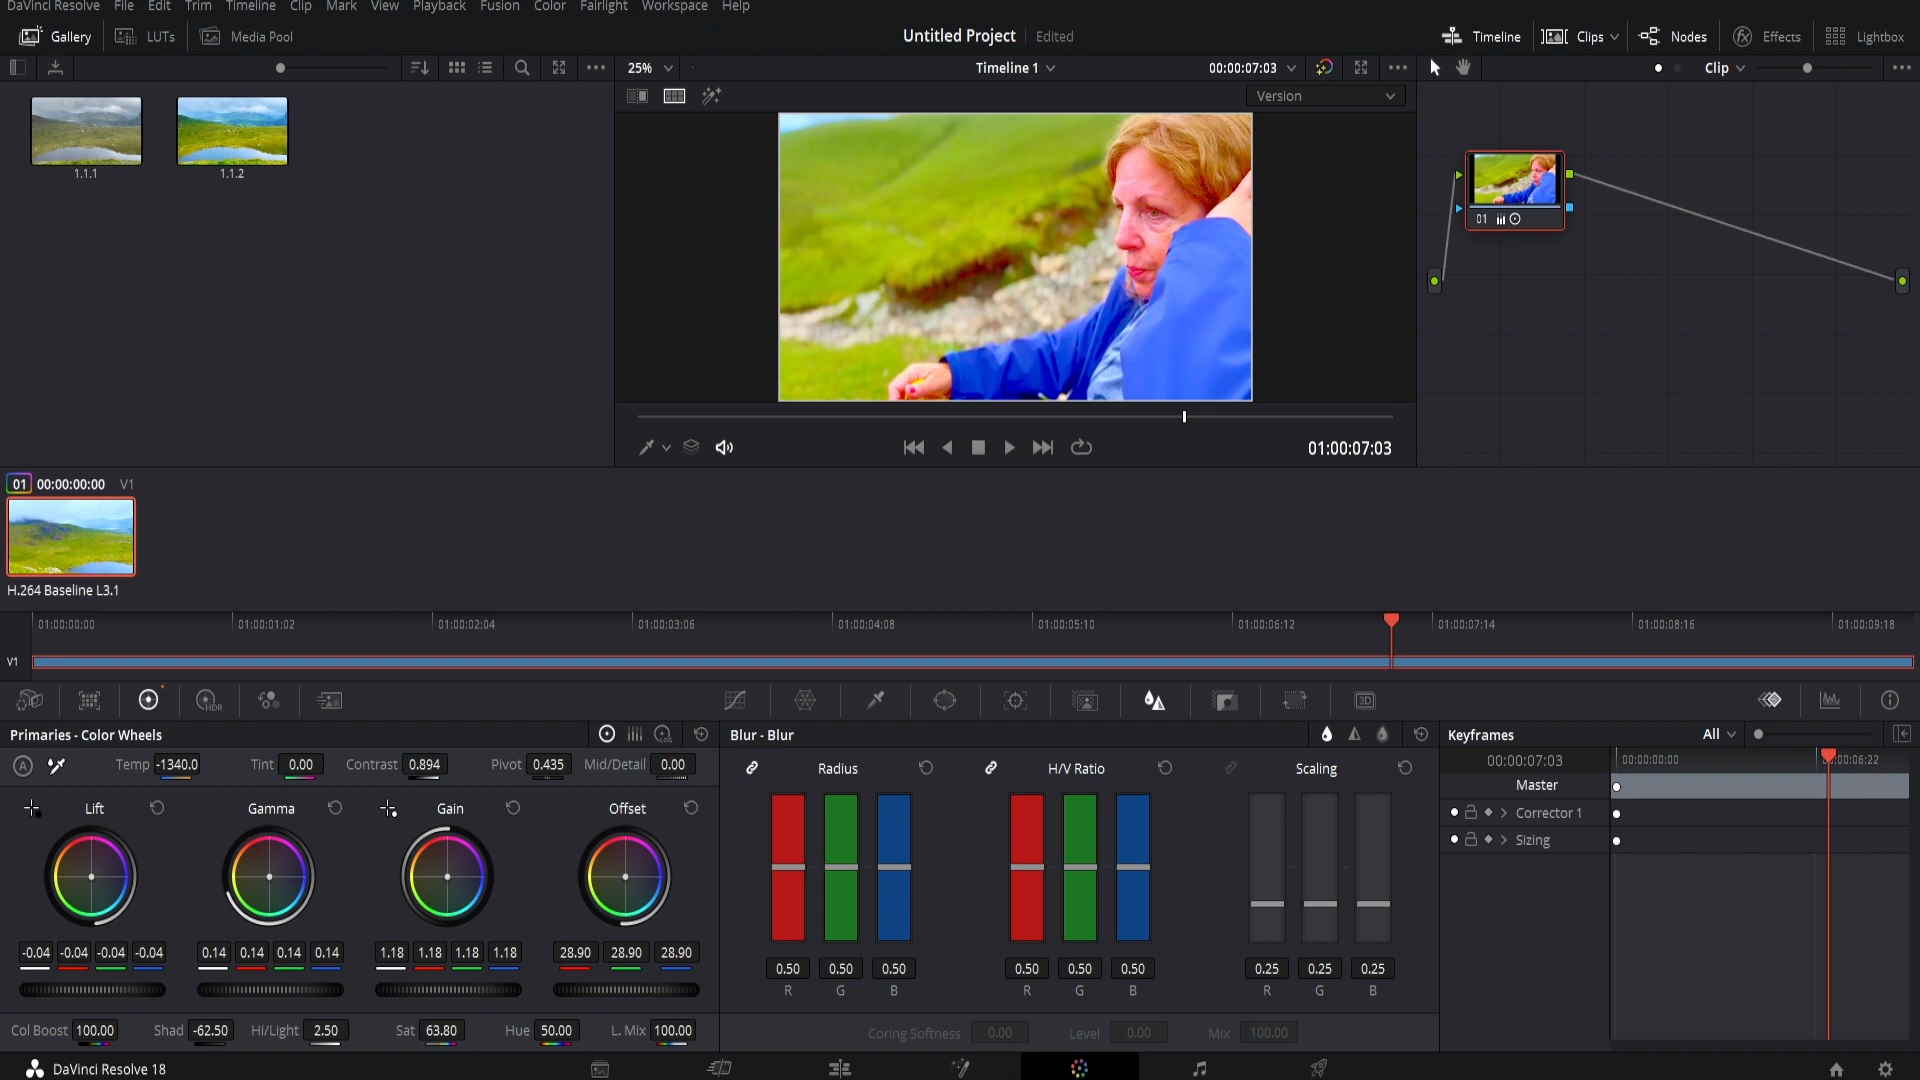 DaVinci Resolve File Edit Trim Timeline Clip Mark View Playback Fusion Color Fairlight Workspace Help
Gallery LUTs Media Pool Untitled Project Edited Timeline Clips Nodes Effects Lightbox
25% Timeline 1 00:00:07:03 Clip
Version
1.1.1 1.1.2
01
01:00:07:03
01 00:00:00:00 V1
H.264 Baseline L3.1
01:00:00:00 01:00:01:02 01:00:02:04 01:00:03:06 01:00:04:08 01:00:05:10 01:00:06:12 01:00:07:14 01:00:08:16 01:00:09:18
V1
HDR 3D
Primaries - Color Wheels LOG Blur - Blur Keyframes All
A Temp -1340.0 Tint 0.00 Contrast 0.894 Pivot 0.435 Mid/Detail 0.00 Radius H/V Ratio Scaling 00:00:07:03 00:00:00:00 00:00:06:22
Master
Lift Gamma Gain Offset Corrector 1
Sizing
-0.04 -0.04 -0.04 -0.04 0.14 0.14 0.14 0.14 1.18 1.18 1.18 1.18 28.90 28.90 28.90
0.50 0.50 0.50 0.50 0.50 0.50 0.25 0.25 0.25
R G B R G B R G B
Col Boost 100.00 Shad -62.50 Hi/Light 2.50 Sat 63.80 Hue 50.00 L. Mix 100.00 Coring Softness 0.00 Level 0.00 Mix 100.00
DaVinci Resolve 18